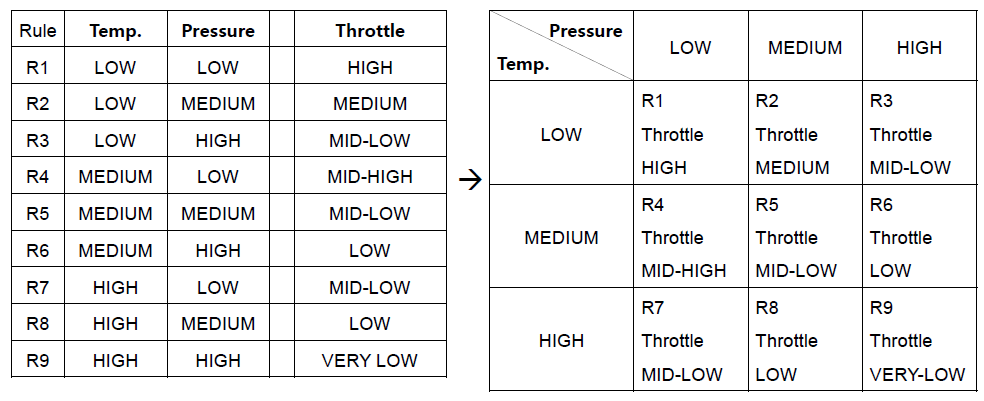 Rule Temp. Pressure Throttle
R1 LOW LOW HIGH
R2 LOW MEDIUM MEDIUM
R3 LOW HIGH MID-LOW
R4 MEDIUM LOW MID-HIGH
R5 MEDIUM MEDIUM MID-LOW
R6 MEDIUM HIGH LOW
R7 HIGH LOW MID-LOW
R8 HIGH MEDIUM LOW
R9 HIGH HIGH VERY LOW
→
Pressure
Temp.
LOW MEDIUM HIGH
LOW
R1 R2 R3
Throttle Throttle Throttle
HIGH MEDIUM MID-LOW
MEDIUM
R4 R5 R6
Throttle Throttle Throttle
MID-HIGH MID-LOW LOW
HIGH
R7 R8 R9
Throttle Throttle Throttle
MID-LOW LOW VERY-LOW